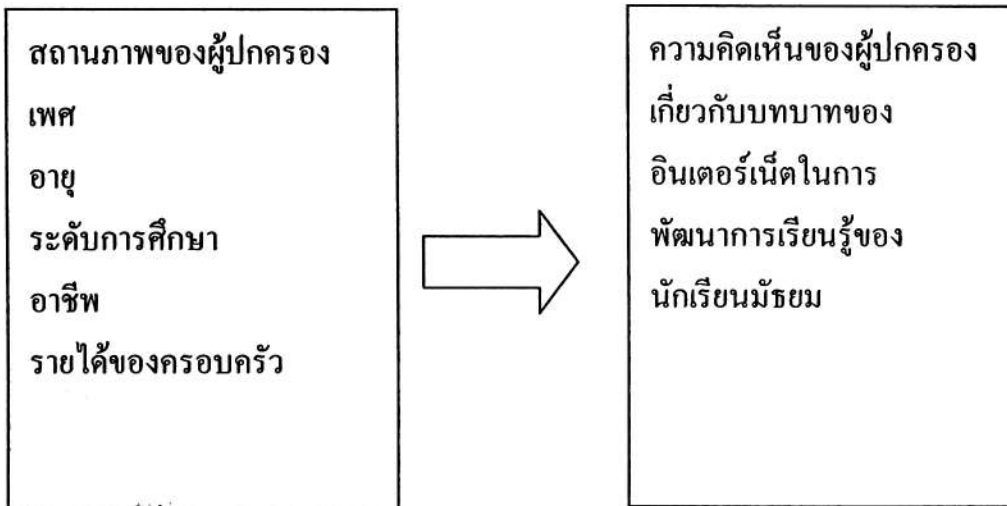 สถานภาพของผู้ปกครอง
เพศ
อายุ
ระดับการศึกษา
อาชีพ
รายได้ของครอบครัว
ความคิดเห็นของผู้ปกครอง
เกี่ยวกับบทบาทของ
อินเตอร์เน็ตในการ
พัฒนาการเรียนรู้ของ
นักเรียนมัธยม